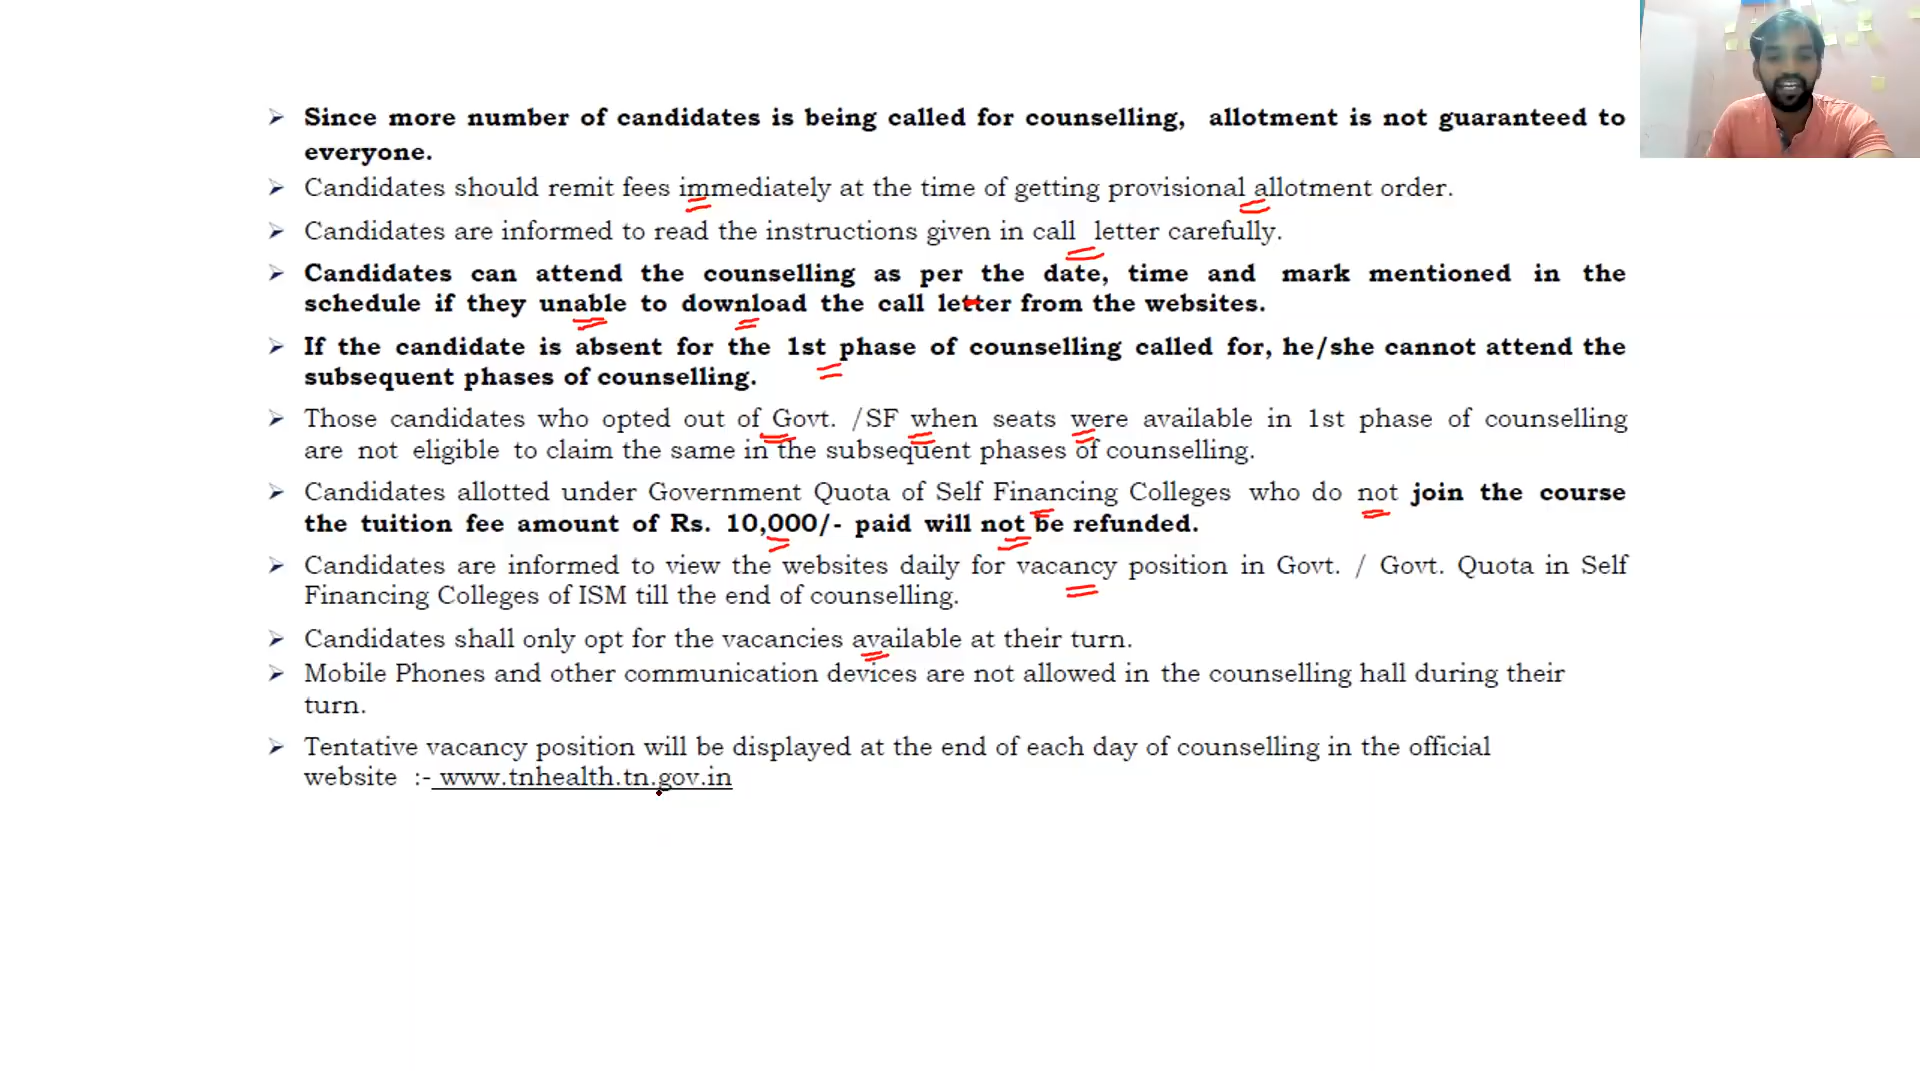 Since more number of candidates is being called for counselling, allotment is not guaranteed to
everyone.
Candidates should remit fees immediately at the time of getting provisional allotment order.
Candidates are informed to read the instructions given in call letter carefully.
Candidates can attend the counselling as per the date, time and mark mentioned in the
schedule if they unable to download the call letter from the websites.
If the candidate is absent for the 1st phase of counselling called for, he/she cannot attend the
subsequent phases of counselling.
Those candidates who opted out of Govt. /SF when seats were available in 1st phase of counselling
are not eligible to claim the same in the subsequent phases of counselling.
Candidates allotted under Government Quota of Self Financing Colleges who do not join the course
the tuition fee amount of Rs. 10,000/- paid will not be refunded.
Candidates are informed to view the websites daily for vacancy position in Govt. / Govt. Quota in Self
Financing Colleges of ISM till the end of counselling.
Candidates shall only opt for the vacancies available at their turn.
Mobile Phones and other communication devices are not allowed in the counselling hall during their
turn.
Tentative vacancy position will be displayed at the end of each day of counselling in the official
website :- www.tnhealth.tn.gov.in